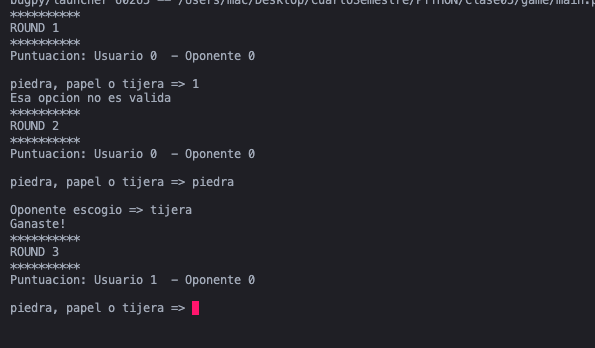 bugpy/launcher 60265 -- /Users/mac/Desktop/CuartoSemestre/PYTHON/Clase03/game/main.p
**********
ROUND 1
**********
Puntuacion: Usuario 0  - Oponente 0
piedra, papel o tijera => 1
Esa opcion no es valida
**********
ROUND 2
**********
Puntuacion: Usuario 0  - Oponente 0
piedra, papel o tijera => piedra
Oponente escogio => tijera
Ganaste!
**********
ROUND 3
**********
Puntuacion: Usuario 1  - Oponente 0
piedra, papel o tijera =>